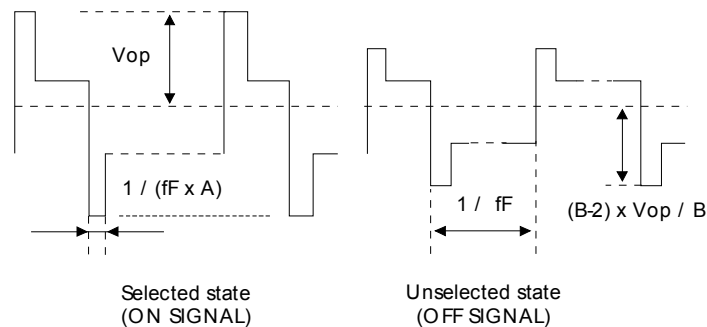 Vop
1 / (fF x A)
1 / fF
(B-2) x Vop / B
Selected state
(ON SIGNAL)
Unselected state
(OFF SIGNAL)